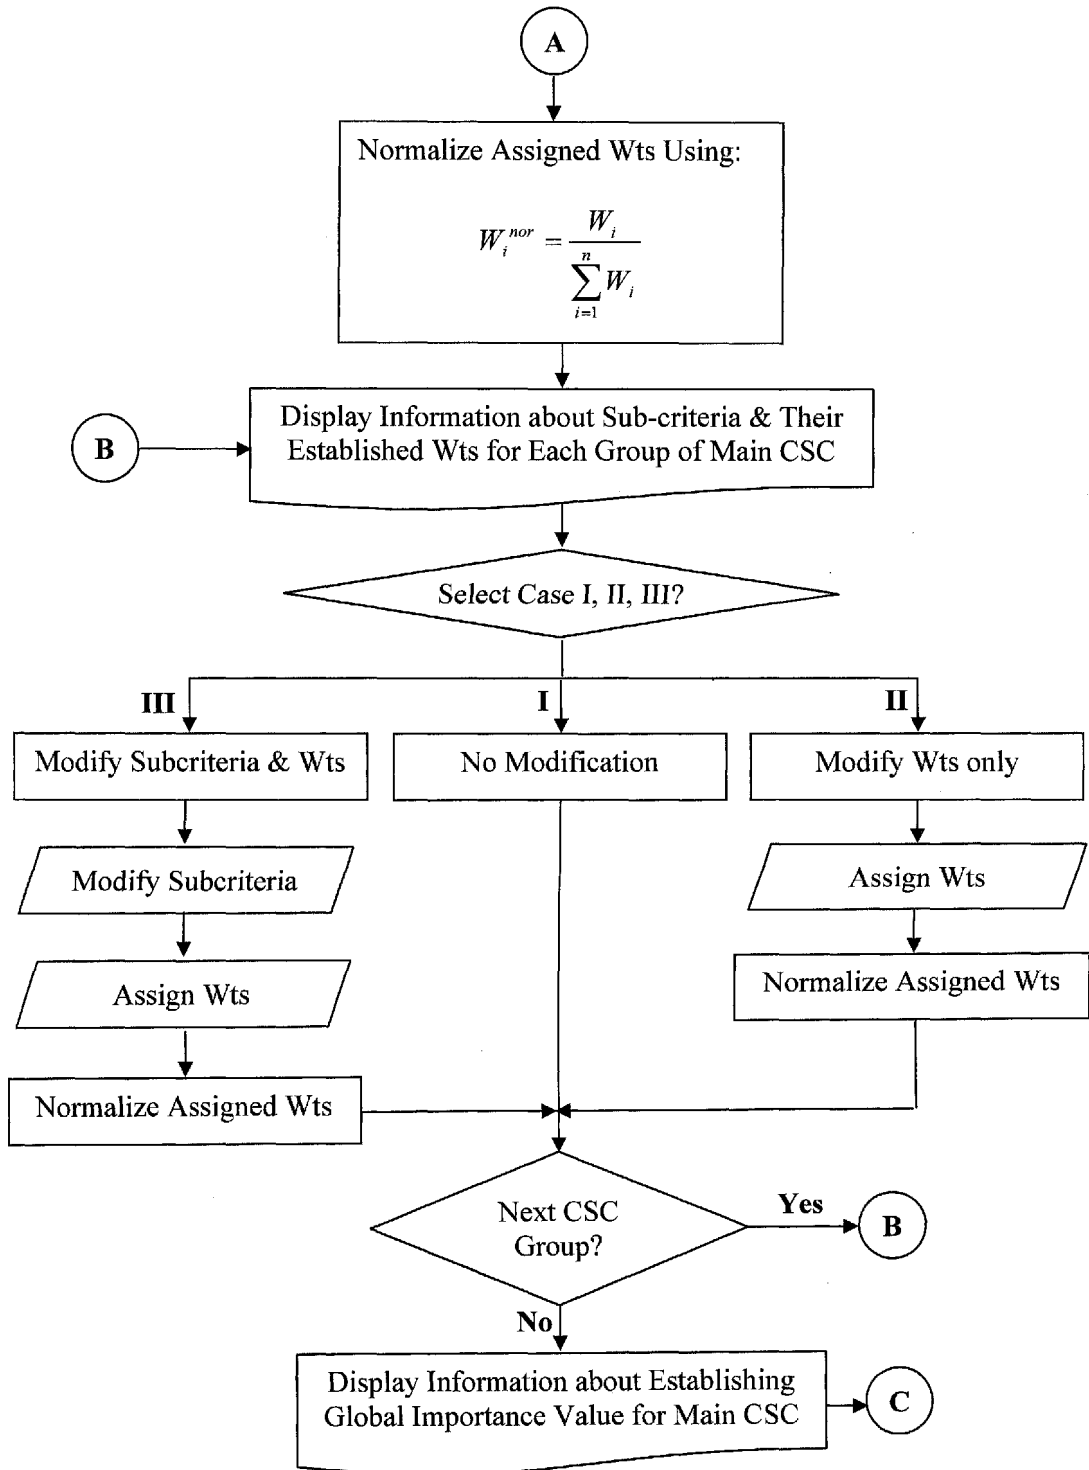 A
Normalize Assigned Wts Using:
W_i^{nor} = \frac{W_i}{\sum_{i=1}^{n} W_i}
B
Display Information about Sub-criteria & Their
Established Wts for Each Group of Main CSC
Select Case I, II, III?
III
I
II
Modify Subcriteria & Wts
No Modification
Modify Wts only
Modify Subcriteria
Assign Wts
Assign Wts
Normalize Assigned Wts
Normalize Assigned Wts
Next CSC
Group?
Yes
B
No
Display Information about Establishing
Global Importance Value for Main CSC
C